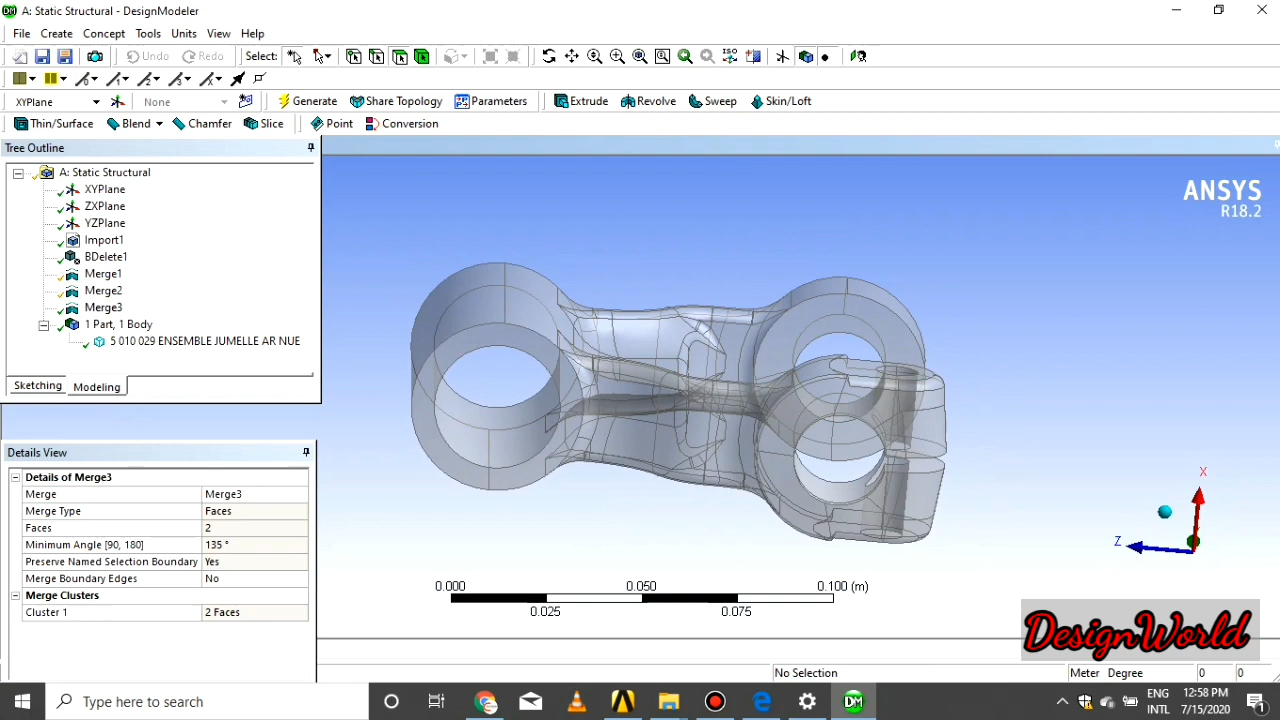 A: Static Structural - DesignModeler
File Create Concept Tools Units View Help
Undo Redo Select:
XYPlane None Generate Share Topology Parameters Extrude Revolve Sweep Skin/Loft
Thin/Surface Blend Chamfer Slice Point Conversion
Tree Outline
A: Static Structural
XYPlane
ZXPlane
YZPlane
Import1
BDelete1
Merge1
Merge2
Merge3
1 Part, 1 Body
5 010 029 ENSEMBLE JUMELLE AR NUE
Sketching Modeling
Details View
Details of Merge3
Merge Merge3
Merge Type Faces
Faces 2
Minimum Angle [90, 180] 135 °
Preserve Named Selection Boundary Yes
Merge Boundary Edges No
Merge Clusters
Cluster 1 2 Faces
ANSYS
R18.2
X
Z
0.000 0.050 0.100 (m)
0.025 0.075
DesignWorld
No Selection Meter Degree 0 0
Type here to search
ENG
INTL
12:58 PM
7/15/2020
1